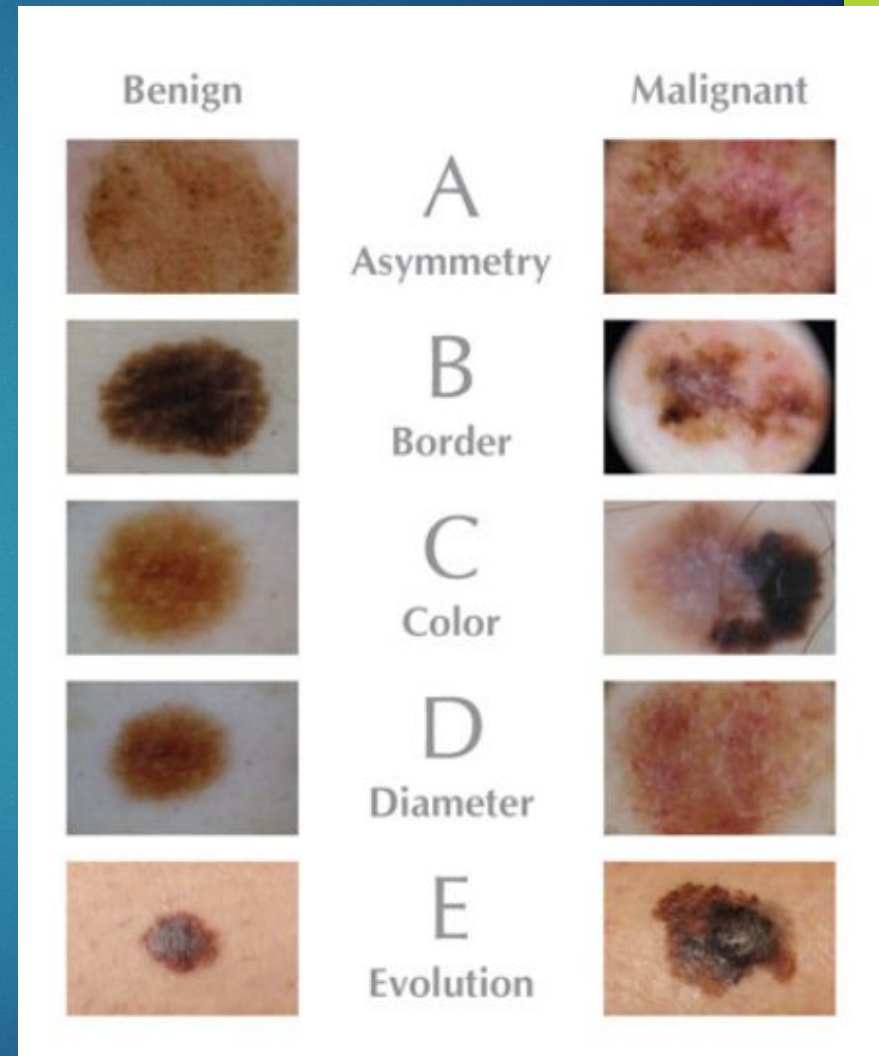 Benign
Malignant
A
Asymmetry
B
Border
C
Color
D
Diameter
E
Evolution